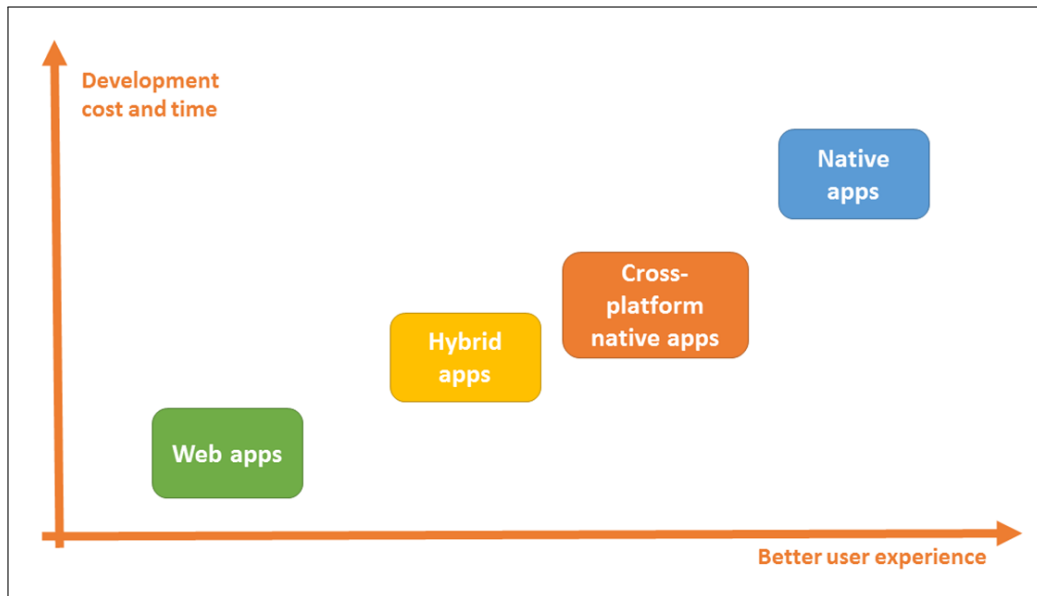 Development
cost and time
Native
apps
Cross-
platform
native apps
Hybrid
apps
Web apps
Better user experience